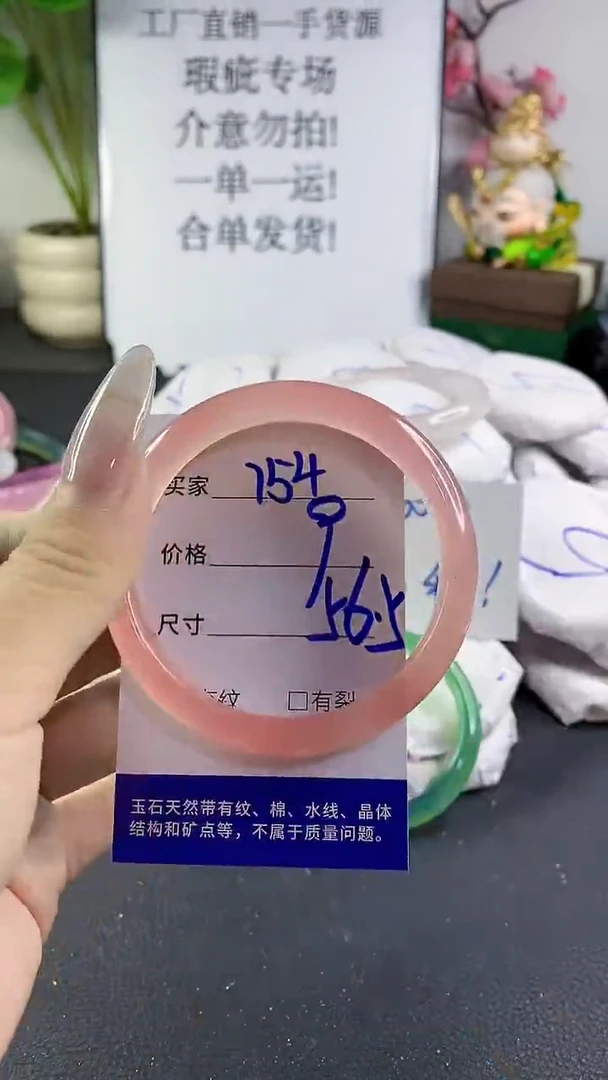 工厂直销一手货源
瑕疵专场
介意勿拍!
一单一运!
合单发货!
买家 154
价格
尺寸 56.5
有纹 □有裂
玉石天然带有纹、棉、水线、晶体
结构和矿点等，不属于质量问题。